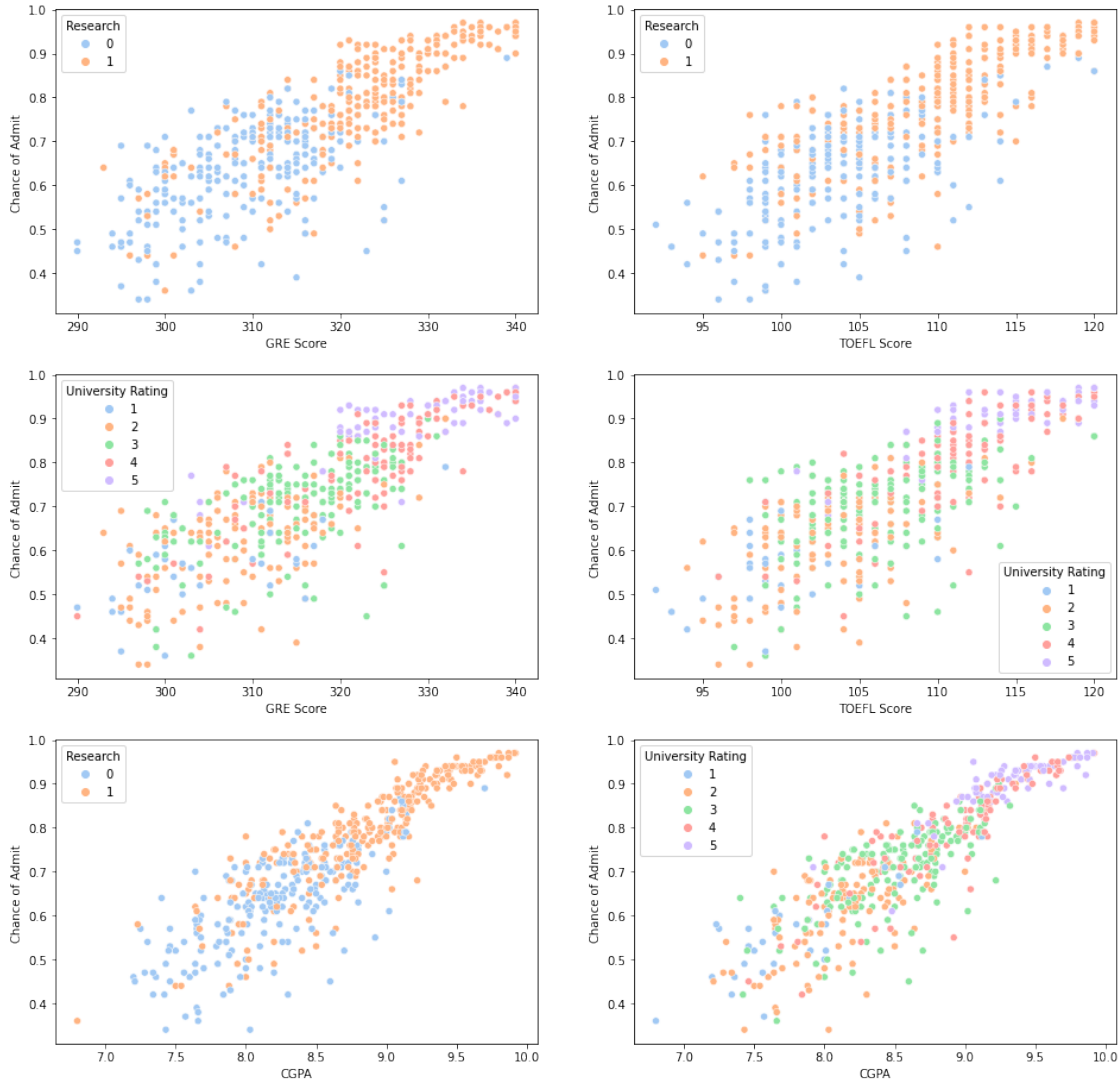 Research
0
1
Chance of Admit
1.0
0.9
0.8
0.7
0.6
0.5
0.4
290 300 310 320 330 340
GRE Score
Research
0
1
Chance of Admit
1.0
0.9
0.8
0.7
0.6
0.5
0.4
95 100 105 110 115 120
TOEFL Score
University Rating
1
2
3
4
5
Chance of Admit
1.0
0.9
0.8
0.7
0.6
0.5
0.4
290 300 310 320 330 340
GRE Score
Chance of Admit
1.0
0.9
0.8
0.7
0.6
0.5
0.4
University Rating
1
2
3
4
5
95 100 105 110 115 120
TOEFL Score
Research
0
1
Chance of Admit
1.0
0.9
0.8
0.7
0.6
0.5
0.4
7.0 7.5 8.0 8.5 9.0 9.5 10.0
CGPA
University Rating
1
2
3
4
5
Chance of Admit
1.0
0.9
0.8
0.7
0.6
0.5
0.4
7.0 7.5 8.0 8.5 9.0 9.5 10.0
CGPA